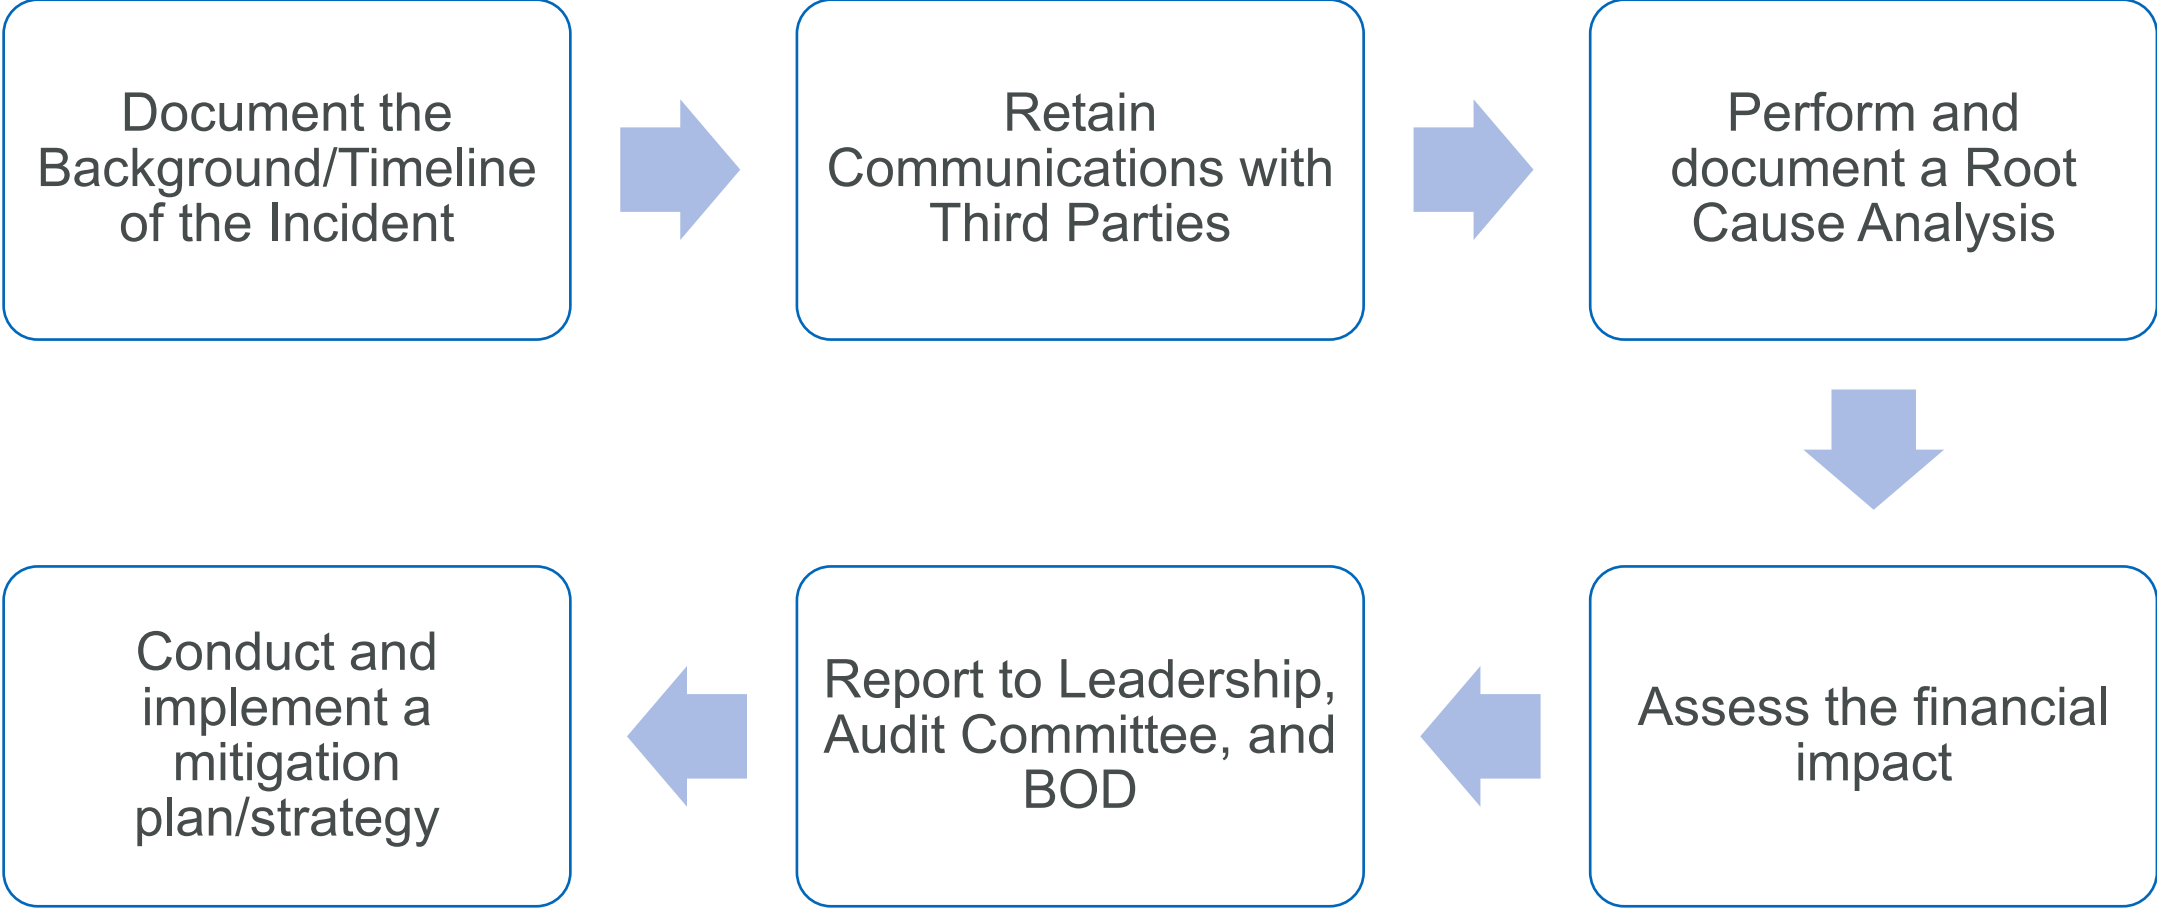 Document the
Background/Timeline
of the Incident
Retain
Communications with
Third Parties
Perform and
document a Root
Cause Analysis
Assess the financial
impact
Report to Leadership,
Audit Committee, and
BOD
Conduct and
implement a
mitigation
plan/strategy